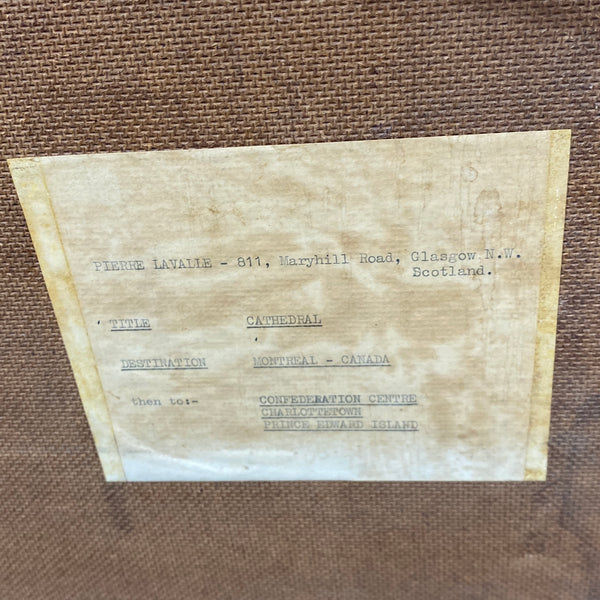 PIERRE LAVALLE - 811, Maryhill Road, Glasgow N.W.
Scotland.
TITLE CATHEDRAL
DESTINATION MONTREAL - CANADA
then to:- CONFEDERATION CENTRE
CHARLOTTETOWN
PRINCE EDWARD ISLAND